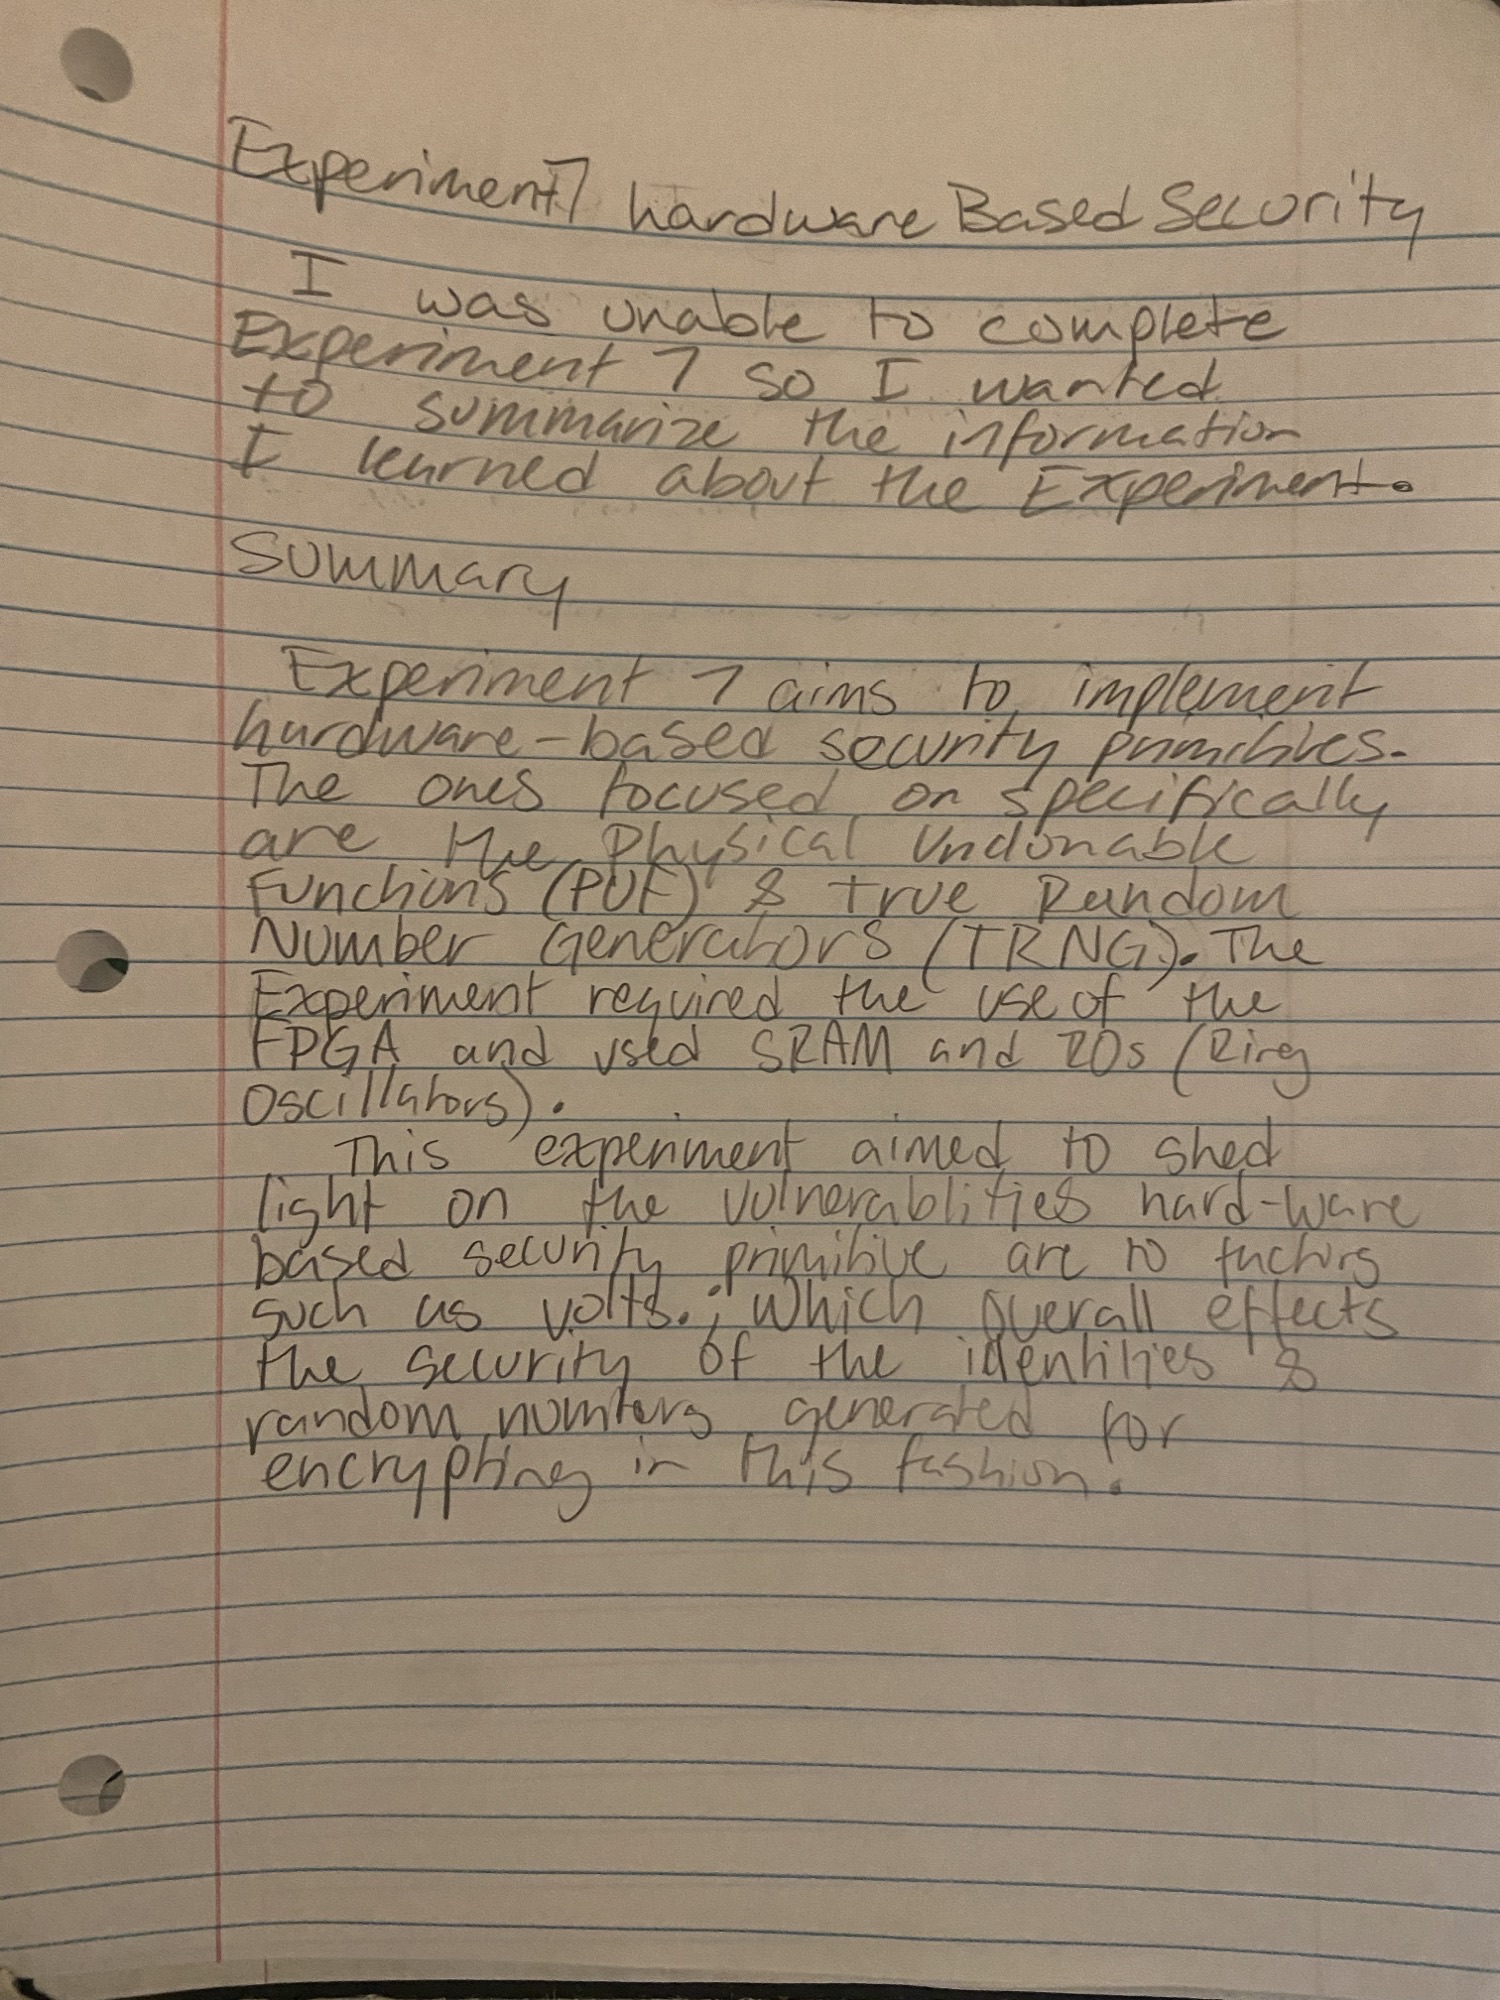 Experiment 7 hardware Based Security
I was unable to complete
Experiment 7 so I wanted
to summarize the information
I learned about the Experiment.
Summary
Experiment 7 aims to implement
hardware-based security primitives.
The ones focused on specifically
are the Physical Unclonable
Functions (PUF) & True Random
Number Generators (TRNG). The
Experiment required the use of the
FPGA and used SRAM and ROs (Ring
Oscillators).
This experiment aimed to shed
light on the vulnerablities hard-ware
based security primitive are to factors
such as volts.; which overall effects
the security of the identities &
random numbers generated for
encrypting in this fashion.